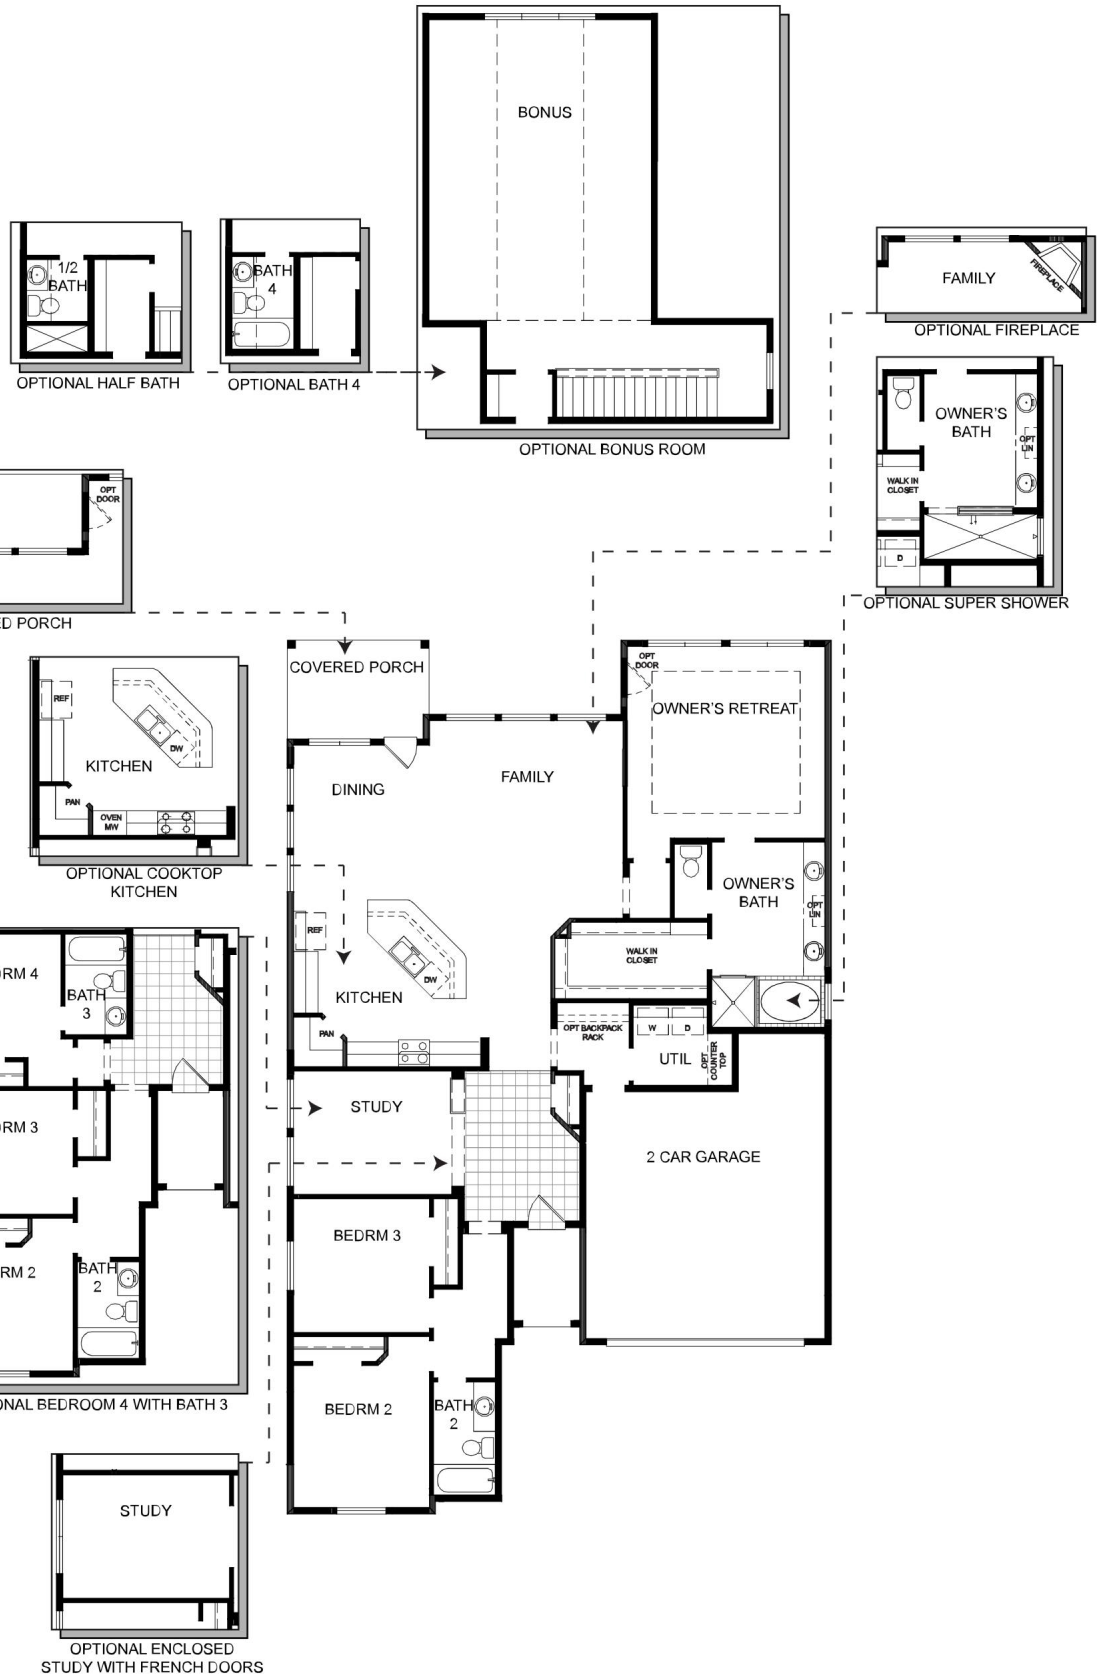 BONUS
OPTIONAL BONUS ROOM
1/2
BATH
OPTIONAL HALF BATH
BATH
4
OPTIONAL BATH 4
FAMILY
FIREPLACE
OPTIONAL FIREPLACE
OWNER'S
BATH
OPT
LIN
WALK IN
CLOSET
D
OPTIONAL SUPER SHOWER
OPT
DOOR
ED PORCH
REF
DW
KITCHEN
PAN
OVEN
MW
OPTIONAL COOKTOP
KITCHEN
COVERED PORCH
OPT
DOOR
OWNER'S RETREAT
DINING
FAMILY
OWNER'S
BATH
OPT
LIN
REF
DW
KITCHEN
PAN
WALK IN
CLOSET
OPT BACKPACK
RACK
W
D
UTIL
OPT
COUNTER
TOP
STUDY
2 CAR GARAGE
BEDRM 3
BEDRM 2
BATH
2
DRM 4
BATH
3
DRM 3
RM 2
BATH
2
ONAL BEDROOM 4 WITH BATH 3
STUDY
OPTIONAL ENCLOSED
STUDY WITH FRENCH DOORS